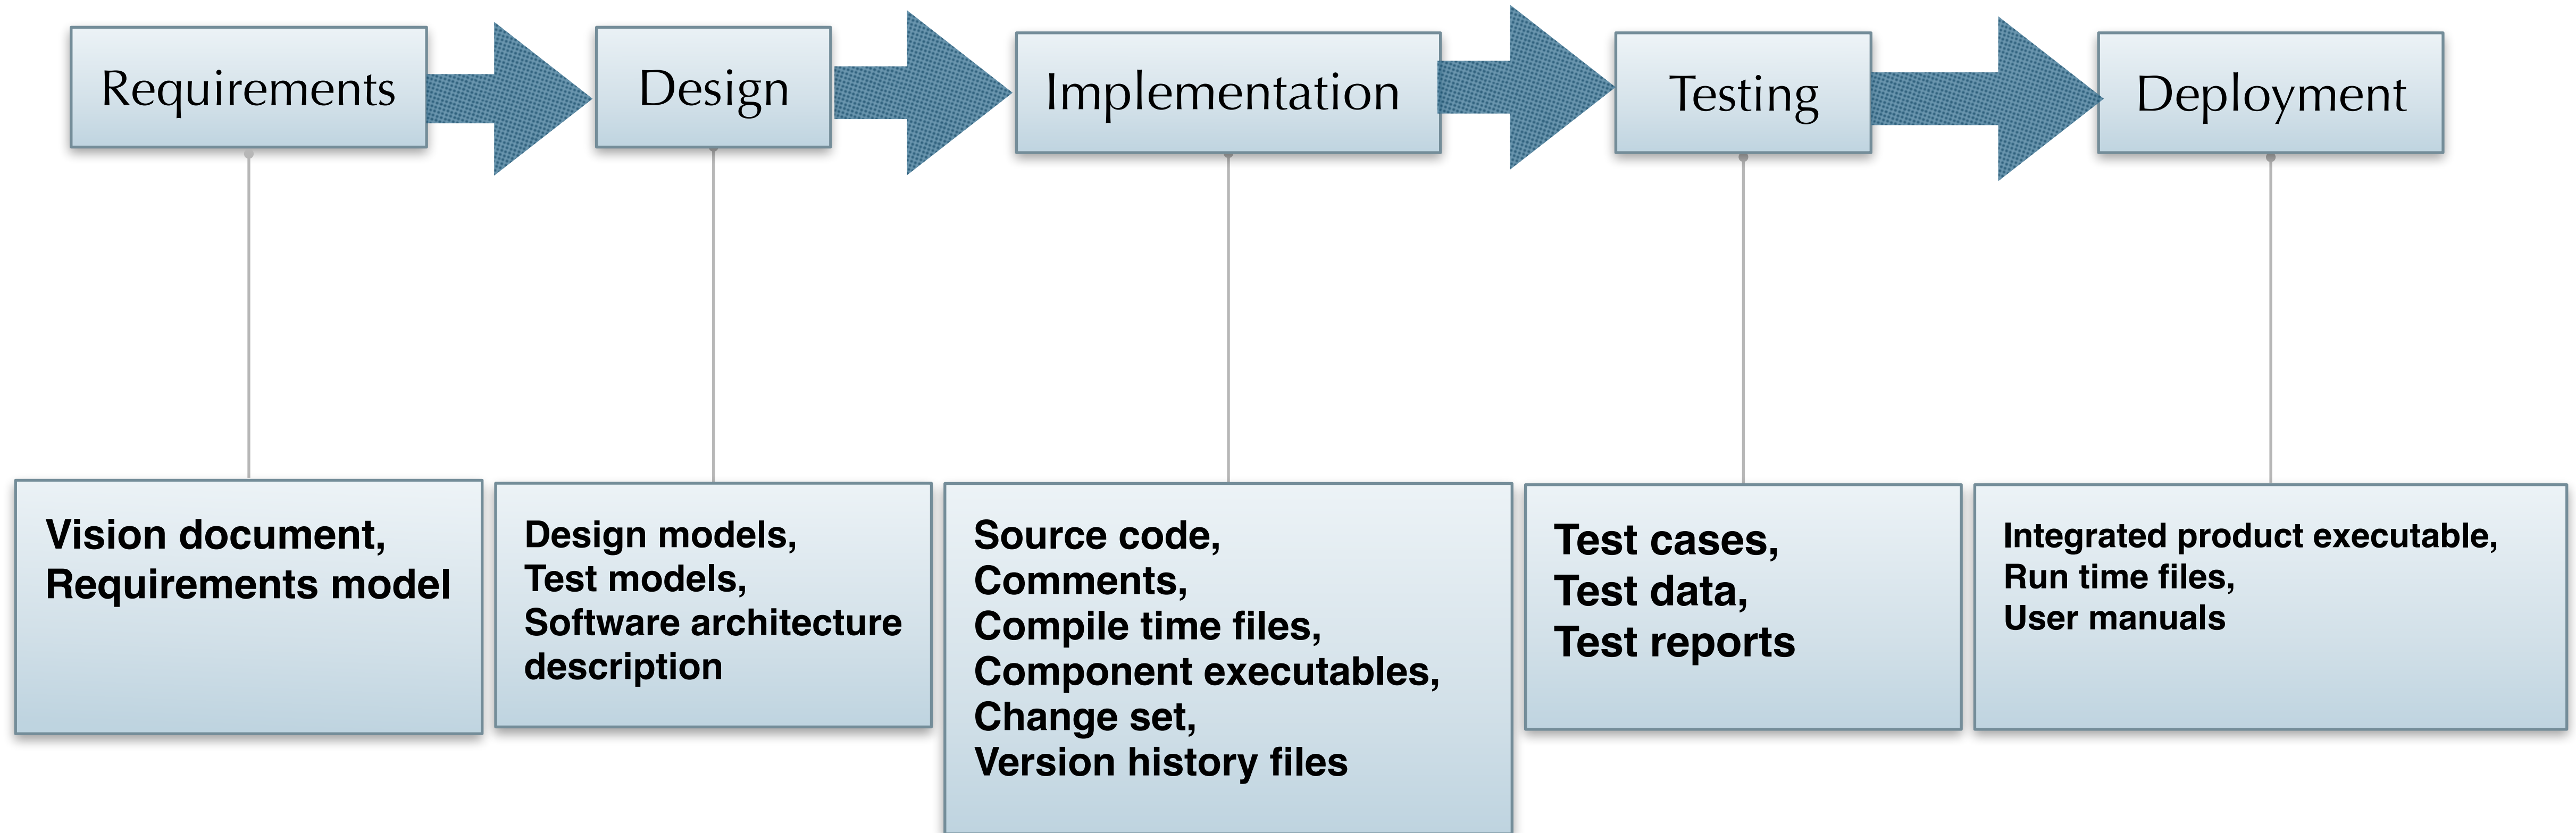 Requirements
Design
Implementation
Testing
Deployment
Vision document,
Requirements model
Design models,
Test models,
Software architecture
description
Source code,
Comments,
Compile time files,
Component executables,
Change set,
Version history files
Test cases,
Test data,
Test reports
Integrated product executable,
Run time files,
User manuals